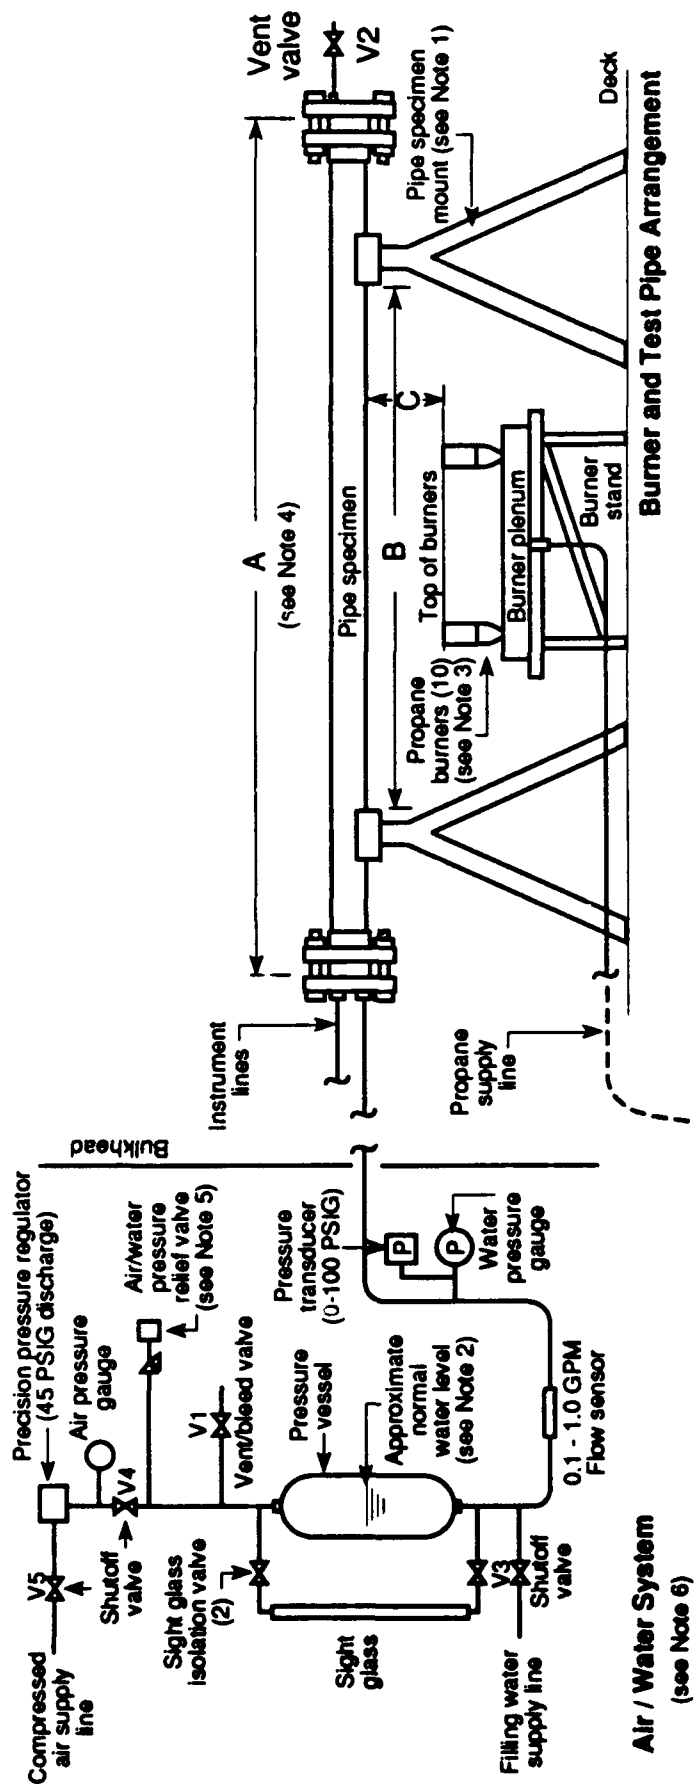 Compressed
air supply
line
V5
Shutoff
valve
Precision pressure regulator
(45 PSIG discharge)
Air pressure
gauge
V4
Air/water
pressure
relief valve
(see Note 5)
V1
Vent/bleed valve
Sight glass
isolation valve
(2)
Pressure
vessel
Approximate
normal
water level
(see Note 2)
Sight
glass
V3
Shutoff
valve
Filling water
supply line
0.1 - 1.0 GPM
Flow sensor
Pressure
transducer
(0-100 PSIG)
P
P
Water
pressure
gauge
Bulkhead
Air / Water System
(see Note 6)
Instrument
lines
Propane
supply
line
A
(see Note 4)
Pipe specimen
B
C
Top of burners
Propane
burners (10)
(see Note 3)
Burner plenum
Burner
stand
Vent
valve
V2
Pipe specimen
mount (see Note 1)
Deck
Burner and Test Pipe Arrangement